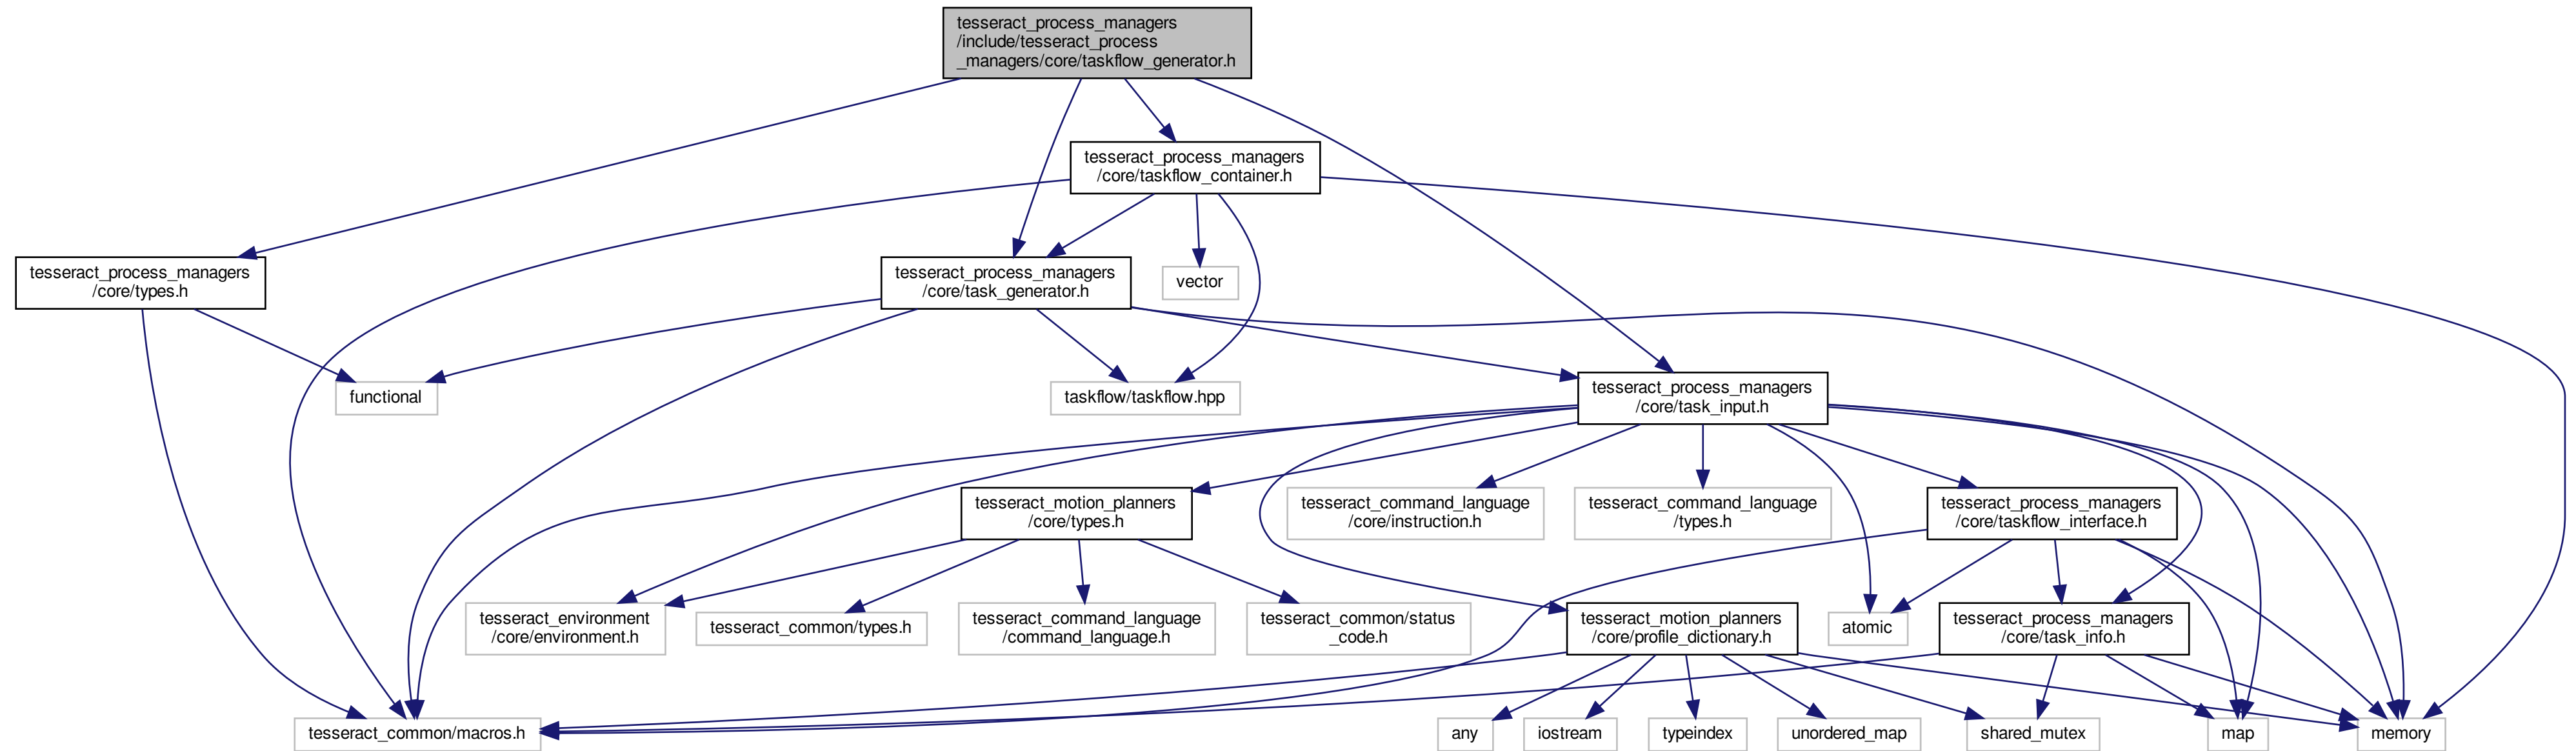 tesseract_process_managers
/include/tesseract_process
_managers/core/taskflow_generator.h
tesseract_process_managers
/core/taskflow_container.h
tesseract_process_managers
/core/types.h
tesseract_process_managers
/core/task_generator.h
vector
functional
taskflow/taskflow.hpp
tesseract_process_managers
/core/task_input.h
tesseract_motion_planners
/core/types.h
tesseract_command_language
/core/instruction.h
tesseract_command_language
/types.h
tesseract_process_managers
/core/taskflow_interface.h
tesseract_environment
/core/environment.h
tesseract_common/types.h
tesseract_command_language
/command_language.h
tesseract_common/status
_code.h
tesseract_motion_planners
/core/profile_dictionary.h
atomic
tesseract_process_managers
/core/task_info.h
tesseract_common/macros.h
any
iostream
typeindex
unordered_map
shared_mutex
map
memory